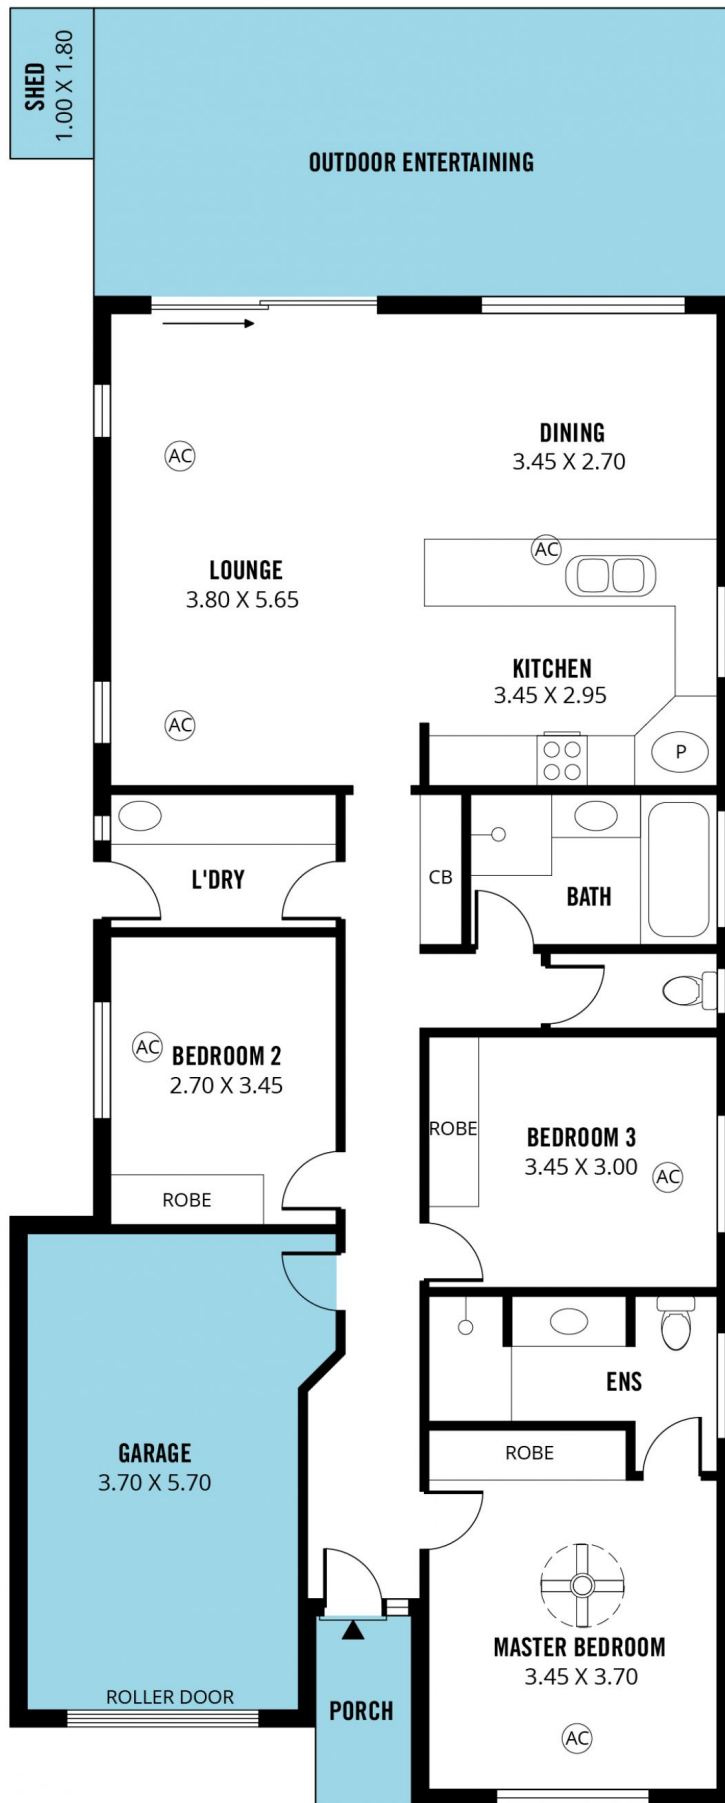 SHED
1.00 X 1.80
OUTDOOR ENTERTAINING
DINING
3.45 X 2.70
AC
AC
LOUNGE
3.80 X 5.65
KITCHEN
3.45 X 2.95
AC
P
L'DRY
CB
BATH
AC
BEDROOM 2
2.70 X 3.45
ROBE
ROBE
BEDROOM 3
3.45 X 3.00
AC
ENS
GARAGE
3.70 X 5.70
ROBE
MASTER BEDROOM
3.45 X 3.70
ROLLER DOOR
PORCH
AC